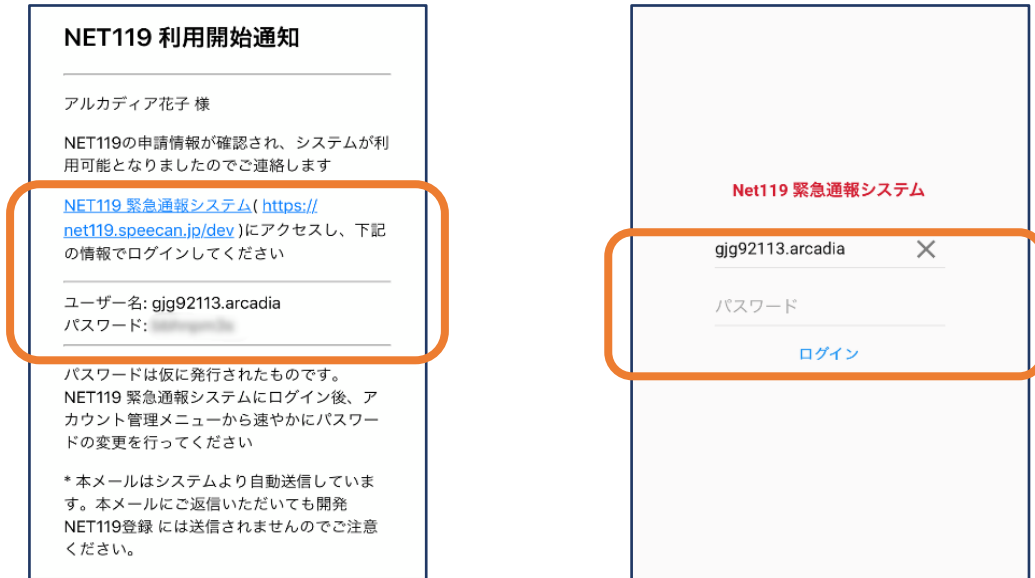 NET119 利用開始通知
アルカディア花子 様
NET119の申請情報が確認され、システムが利
用可能となりましたのでご連絡します
NET119 緊急通報システム( https://
net119.speecan.jp/dev )にアクセスし、下記
の情報でログインしてください
ユーザー名: gjg92113.arcadia
パスワード:
パスワードは仮に発行されたものです。
NET119 緊急通報システムにログイン後、ア
カウント管理メニューから速やかにパスワー
ドの変更を行ってください
* 本メールはシステムより自動送信していま
す。本メールにご返信いただいても開発
NET119登録 には送信されませんのでご注意
ください。
Net119 緊急通報システム
gjg92113.arcadia
パスワード
ログイン